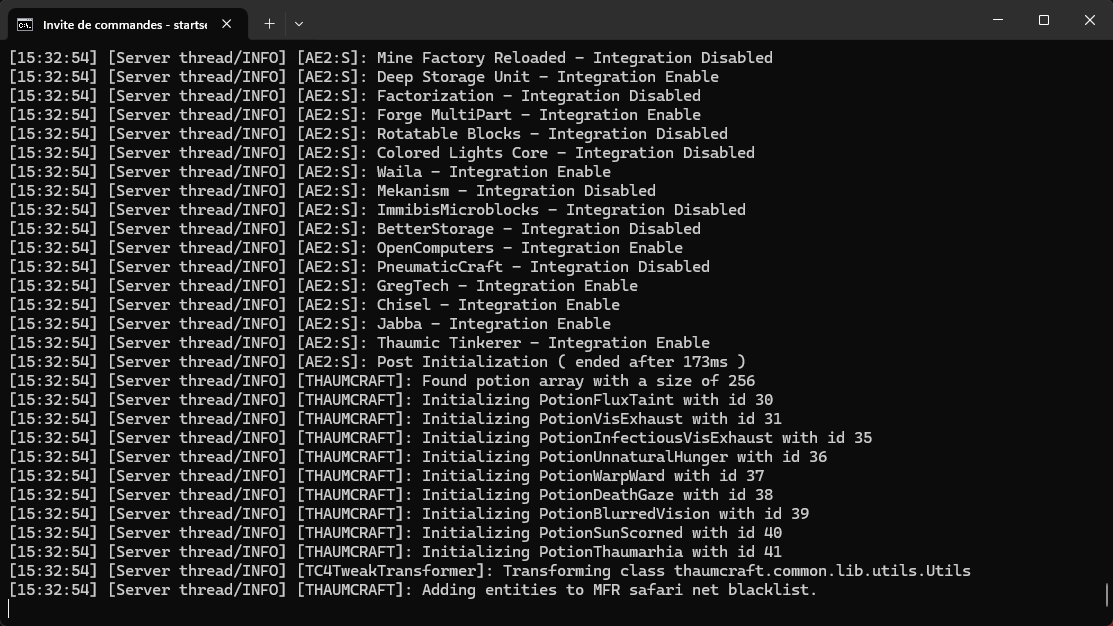 Invite de commandes - startse
[15:32:54] [Server thread/INFO] [AE2:S]: Mine Factory Reloaded - Integration Disabled
[15:32:54] [Server thread/INFO] [AE2:S]: Deep Storage Unit - Integration Enable
[15:32:54] [Server thread/INFO] [AE2:S]: Factorization - Integration Disabled
[15:32:54] [Server thread/INFO] [AE2:S]: Forge MultiPart - Integration Enable
[15:32:54] [Server thread/INFO] [AE2:S]: Rotatable Blocks - Integration Disabled
[15:32:54] [Server thread/INFO] [AE2:S]: Colored Lights Core - Integration Disabled
[15:32:54] [Server thread/INFO] [AE2:S]: Waila - Integration Enable
[15:32:54] [Server thread/INFO] [AE2:S]: Mekanism - Integration Disabled
[15:32:54] [Server thread/INFO] [AE2:S]: ImmibisMicroblocks - Integration Disabled
[15:32:54] [Server thread/INFO] [AE2:S]: BetterStorage - Integration Disabled
[15:32:54] [Server thread/INFO] [AE2:S]: OpenComputers - Integration Enable
[15:32:54] [Server thread/INFO] [AE2:S]: PneumaticCraft - Integration Disabled
[15:32:54] [Server thread/INFO] [AE2:S]: GregTech - Integration Enable
[15:32:54] [Server thread/INFO] [AE2:S]: Chisel - Integration Enable
[15:32:54] [Server thread/INFO] [AE2:S]: Jabba - Integration Enable
[15:32:54] [Server thread/INFO] [AE2:S]: Thaumic Tinkerer - Integration Enable
[15:32:54] [Server thread/INFO] [AE2:S]: Post Initialization ( ended after 173ms )
[15:32:54] [Server thread/INFO] [THAUMCRAFT]: Found potion array with a size of 256
[15:32:54] [Server thread/INFO] [THAUMCRAFT]: Initializing PotionFluxTaint with id 30
[15:32:54] [Server thread/INFO] [THAUMCRAFT]: Initializing PotionVisExhaust with id 31
[15:32:54] [Server thread/INFO] [THAUMCRAFT]: Initializing PotionInfectiousVisExhaust with id 35
[15:32:54] [Server thread/INFO] [THAUMCRAFT]: Initializing PotionUnnaturalHunger with id 36
[15:32:54] [Server thread/INFO] [THAUMCRAFT]: Initializing PotionWarpWard with id 37
[15:32:54] [Server thread/INFO] [THAUMCRAFT]: Initializing PotionDeathGaze with id 38
[15:32:54] [Server thread/INFO] [THAUMCRAFT]: Initializing PotionBlurredVision with id 39
[15:32:54] [Server thread/INFO] [THAUMCRAFT]: Initializing PotionSunScorned with id 40
[15:32:54] [Server thread/INFO] [THAUMCRAFT]: Initializing PotionThaumarhia with id 41
[15:32:54] [Server thread/INFO] [TC4TweakTransformer]: Transforming class thaumcraft.common.lib.utils.Utils
[15:32:54] [Server thread/INFO] [THAUMCRAFT]: Adding entities to MFR safari net blacklist.